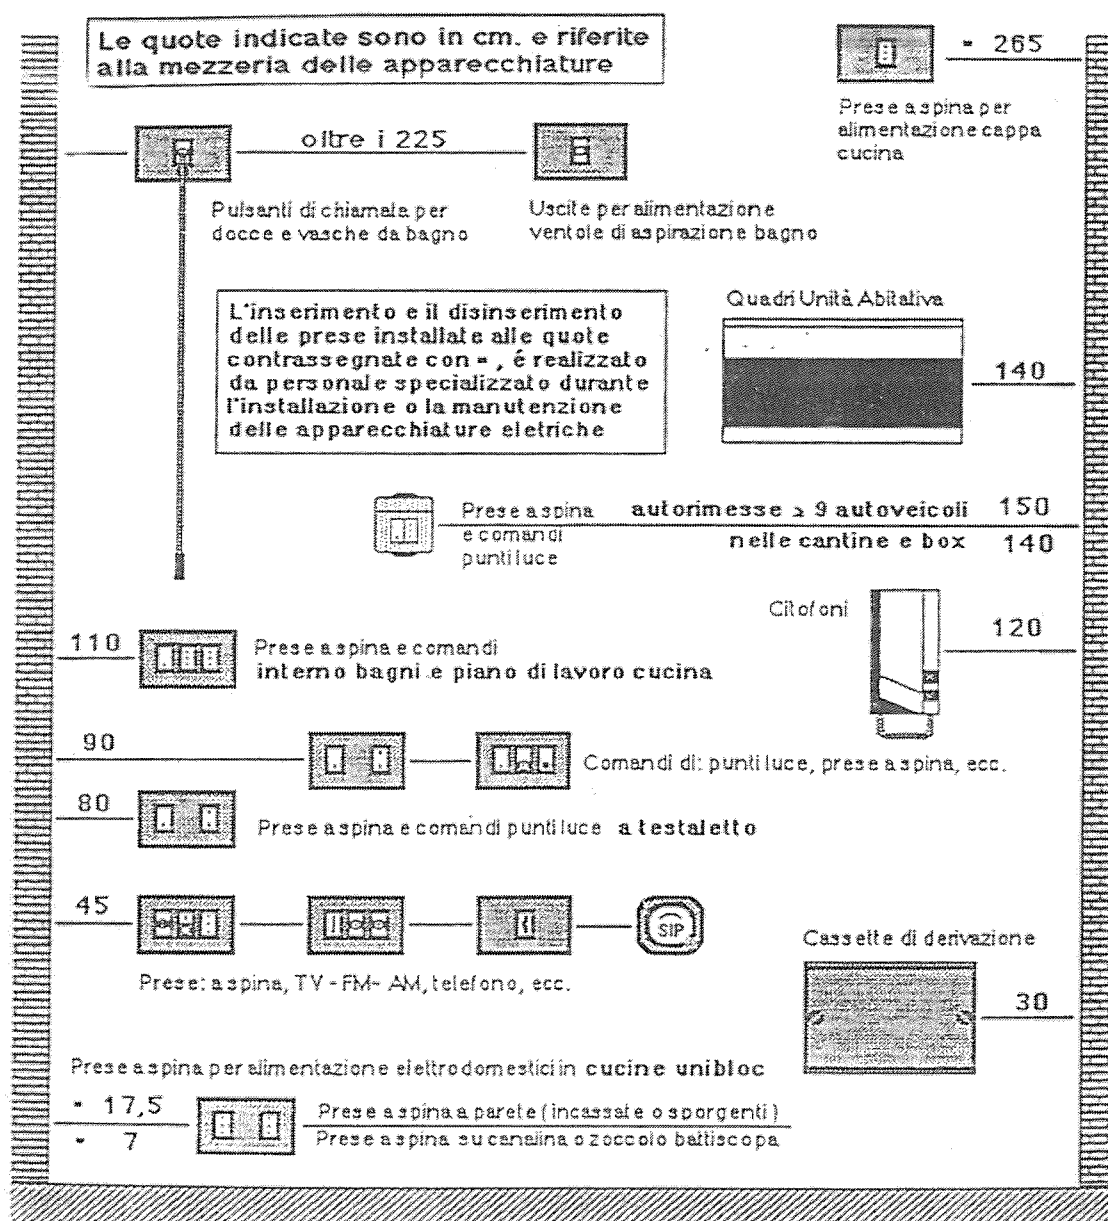 Le quote indicate sono in cm. e riferite
alla mezzeria delle apparecchiature
= 265
Prese a spina per
alimentazione cappa
cucina
oltre i 225
Pulsanti di chiamata per
docce e vasche da bagno
Uscite per alimentazione
ventole di aspirazione bagno
L'inserimento e il disinserimento
delle prese installate alle quote
contrassegnate con = , é realizzato
da personale specializzato durante
l'installazione o la manutenzione
delle apparecchiature eletriche
Quadri Unità Abitativa
140
Prese a spina
e comandi
punti luce
autorimesse ≥ 9 autoveicoli 150
nelle cantine e box 140
Citofoni
120
110
Prese a spina e comandi
interno bagni e piano di lavoro cucina
90
Comandi di: punti luce, prese a spina, ecc.
80
Prese a spina e comandi punti luce a testaletto
45
SIP
Prese: a spina, TV - FM- AM, telefono, ecc.
Cassette di derivazione
30
Prese a spina per alimentazione elettrodomestici in cucine unibloc
= 17,5
Prese a spina a parete (incassate o sporgenti)
= 7
Prese a spina su canalina o zoccolo battiscopa